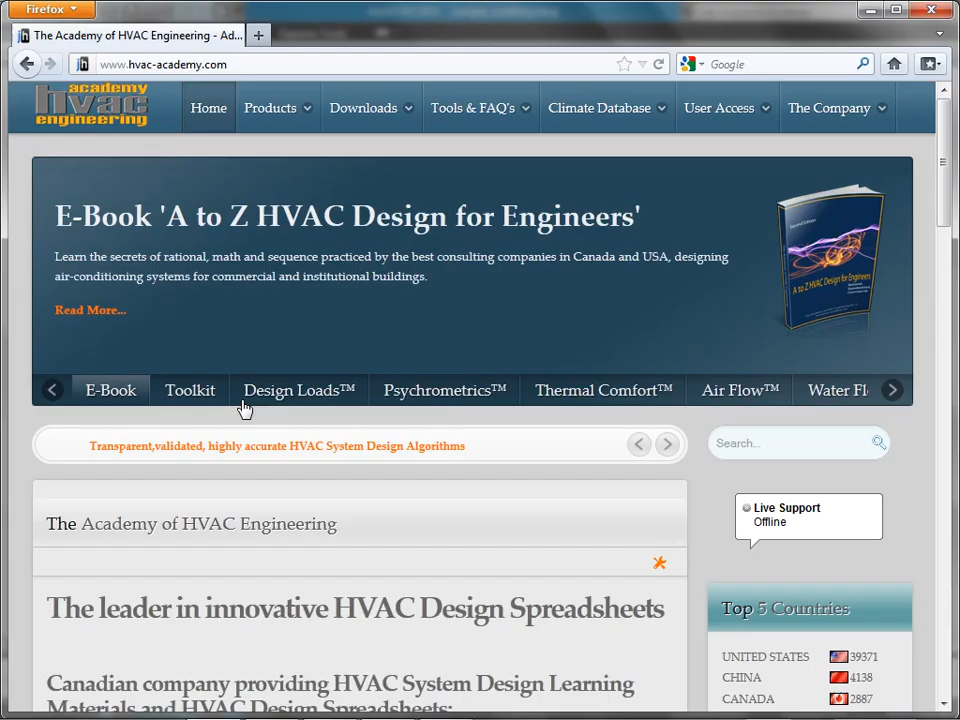 Firefox
The Academy of HVAC Engineering - Ad...
www.hvac-academy.com
Google
academy
hvac
engineering
Home
Products
Downloads
Tools & FAQ's
Climate Database
User Access
The Company
E-Book 'A to Z HVAC Design for Engineers'
Learn the secrets of rational, math and sequence practiced by the best consulting companies in Canada and USA, designing
air-conditioning systems for commercial and institutional buildings.
Read More...
Second Edition
A to Z HVAC Design for Engineers
E-Book
Toolkit
Design Loads™
Psychrometrics™
Thermal Comfort™
Air Flow™
Water Fl
Transparent,validated, highly accurate HVAC System Design Algorithms
Search...
Live Support
Offline
The Academy of HVAC Engineering
The leader in innovative HVAC Design Spreadsheets
Canadian company providing HVAC System Design Learning
Materials and HVAC Design Spreadsheets:
Top 5 Countries
UNITED STATES 39371
CHINA 4138
CANADA 2887